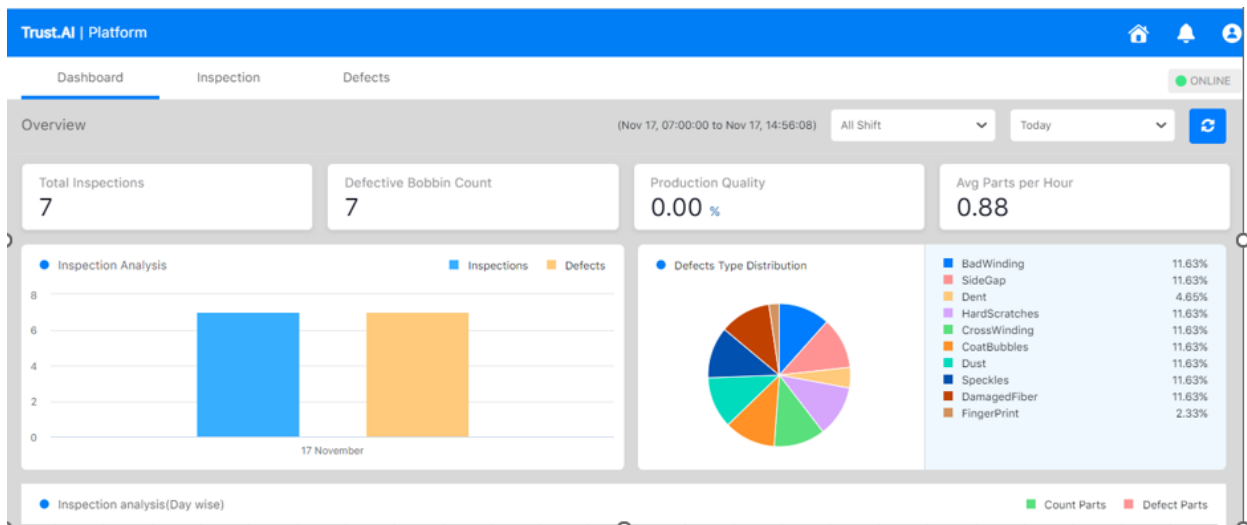 Trust.AI | Platform
Dashboard Inspection Defects
ONLINE
Overview
(Nov 17, 07:00:00 to Nov 17, 14:56:08) All Shift Today
Total Inspections
7
Defective Bobbin Count
7
Production Quality
0.00 %
Avg Parts per Hour
0.88
Inspection Analysis
Inspections Defects
8
6
4
2
0
17 November
Defects Type Distribution
BadWinding 11.63%
SideGap 11.63%
Dent 4.65%
HardScratches 11.63%
CrossWinding 11.63%
CoatBubbles 11.63%
Dust 11.63%
Speckles 11.63%
DamagedFiber 11.63%
FingerPrint 2.33%
Inspection analysis(Day wise)
Count Parts Defect Parts